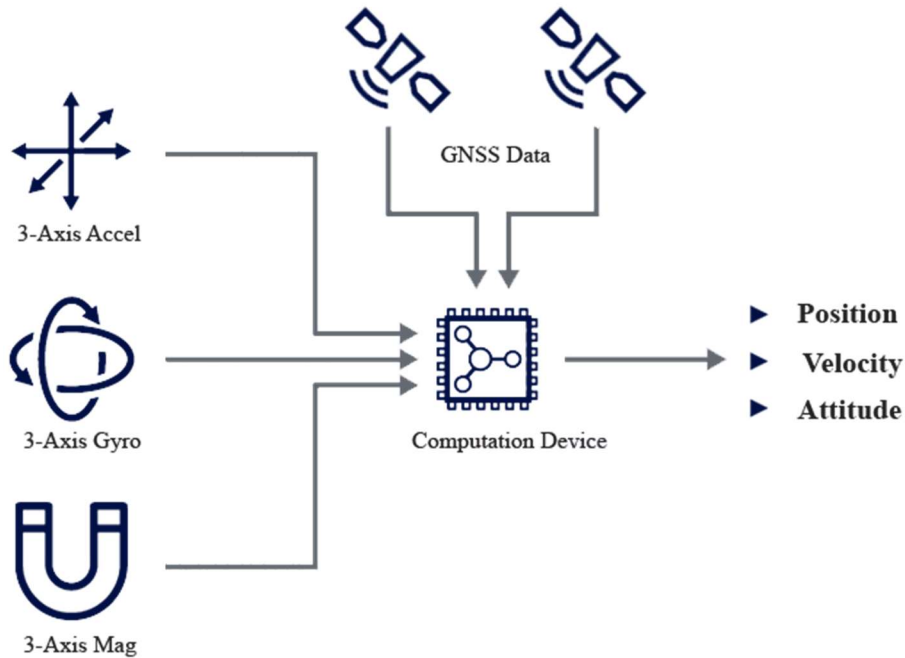 GNSS Data
3-Axis Accel
3-Axis Gyro
3-Axis Mag
Computation Device
Position
Velocity
Attitude